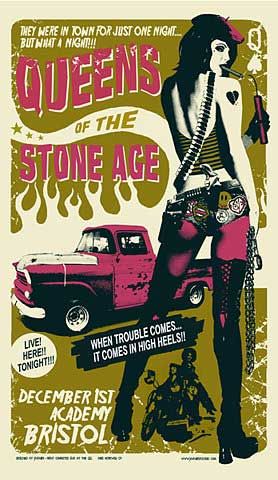 THEY WERE IN TOWN FOR JUST ONE NIGHT...
BUT WHAT A NIGHT!!!
QUEENS
OF THE
STONE AGE
Q
LIVE!
HERE!!
TONIGHT!!!
WHEN TROUBLE COMES...
IT COMES IN HIGH HEELS!!
DECEMBER 1ST
ACADEMY
BRISTOL